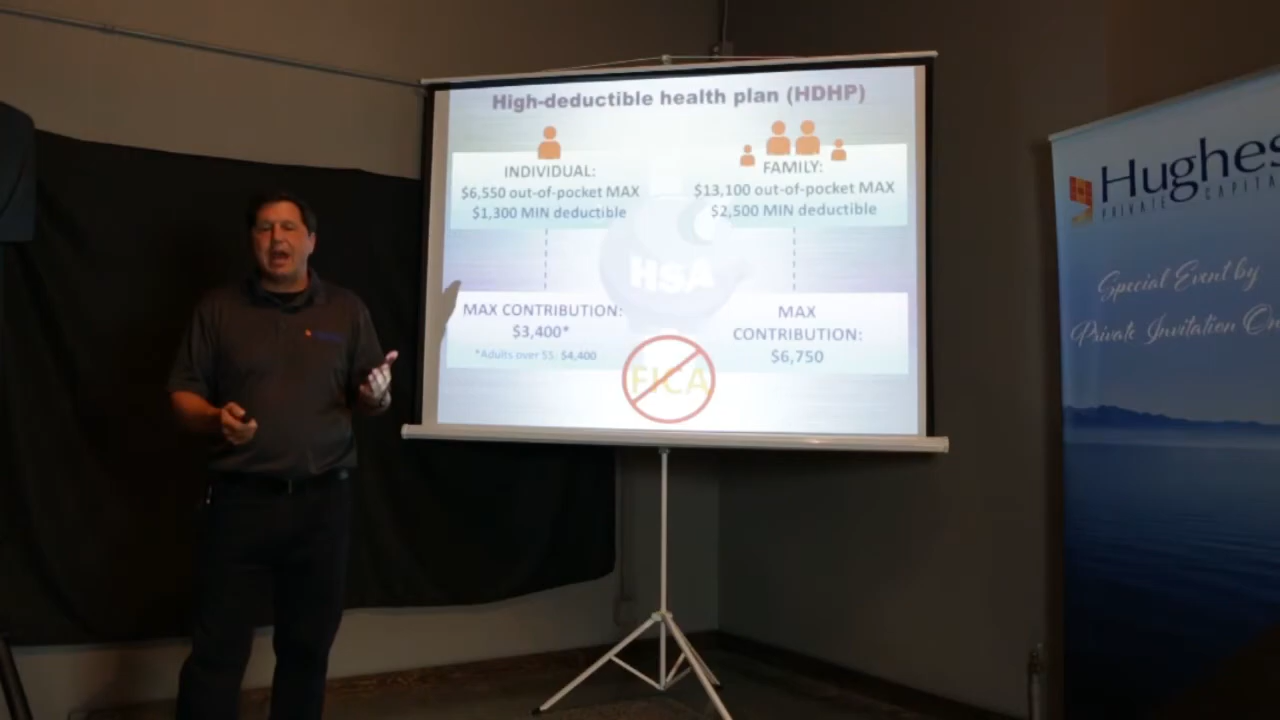 High-deductible health plan (HDHP)
INDIVIDUAL:
$6,550 out-of-pocket MAX
$1,300 MIN deductible
FAMILY:
$13,100 out-of-pocket MAX
$2,500 MIN deductible
HSA
MAX CONTRIBUTION:
$3,400*
*Adults over 55: $4,400
MAX
CONTRIBUTION:
$6,750
FICA
Hughes
PRIVATE CAPITA
Special Event by
Private Invitation On